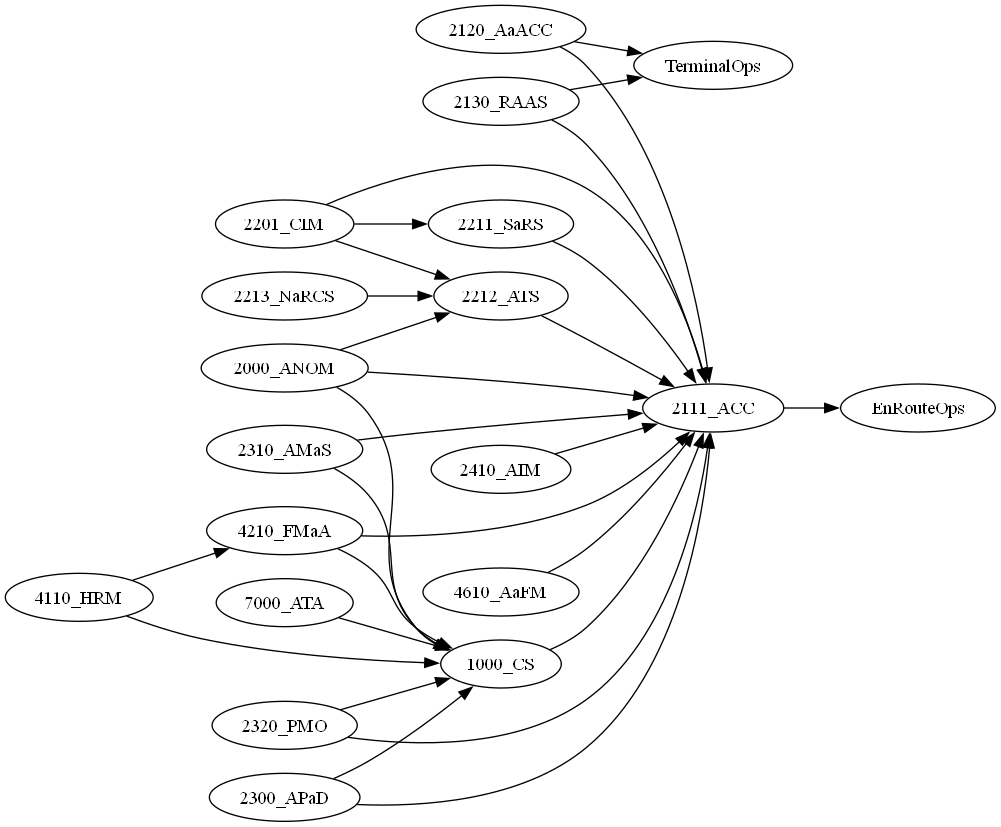 2120_AaACC
TerminalOps
2130_RAAS
2201_CIM
2211_SaRS
2213_NaRCS
2212_ATS
2000_ANOM
2111_ACC
EnRouteOps
2310_AMaS
2410_AIM
4210_FMaA
4110_HRM
4610_AaFM
7000_ATA
1000_CS
2320_PMO
2300_APaD